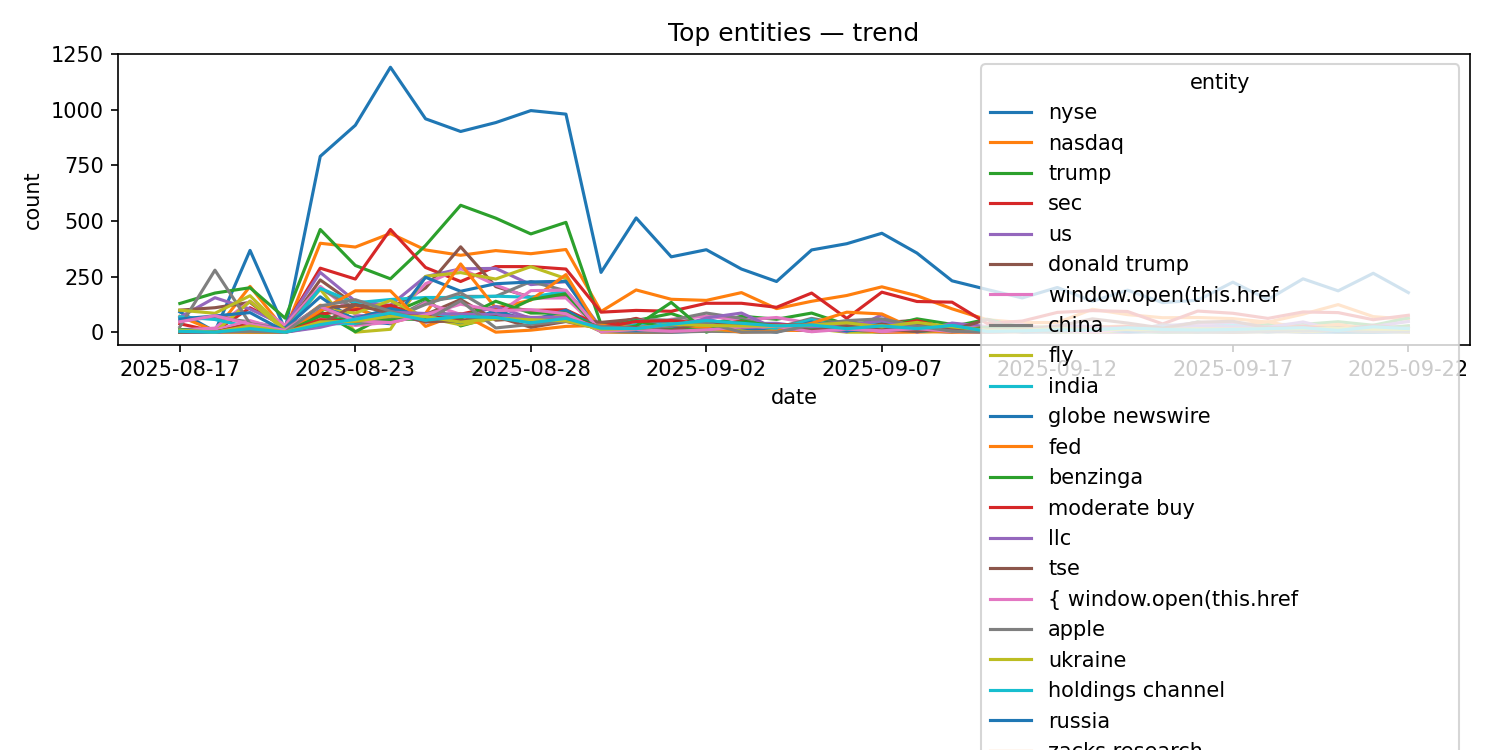 Top entities — trend
1250
1000
750
500
250
0
count
2025-08-17
2025-08-23
2025-08-28
2025-09-02
2025-09-07
2025-09-12
2025-09-17
2025-09-22
date
entity
nyse
nasdaq
trump
sec
us
donald trump
window.open(this.href
china
fly
india
globe newswire
fed
benzinga
moderate buy
llc
tse
{ window.open(this.href
apple
ukraine
holdings channel
russia
zacks research